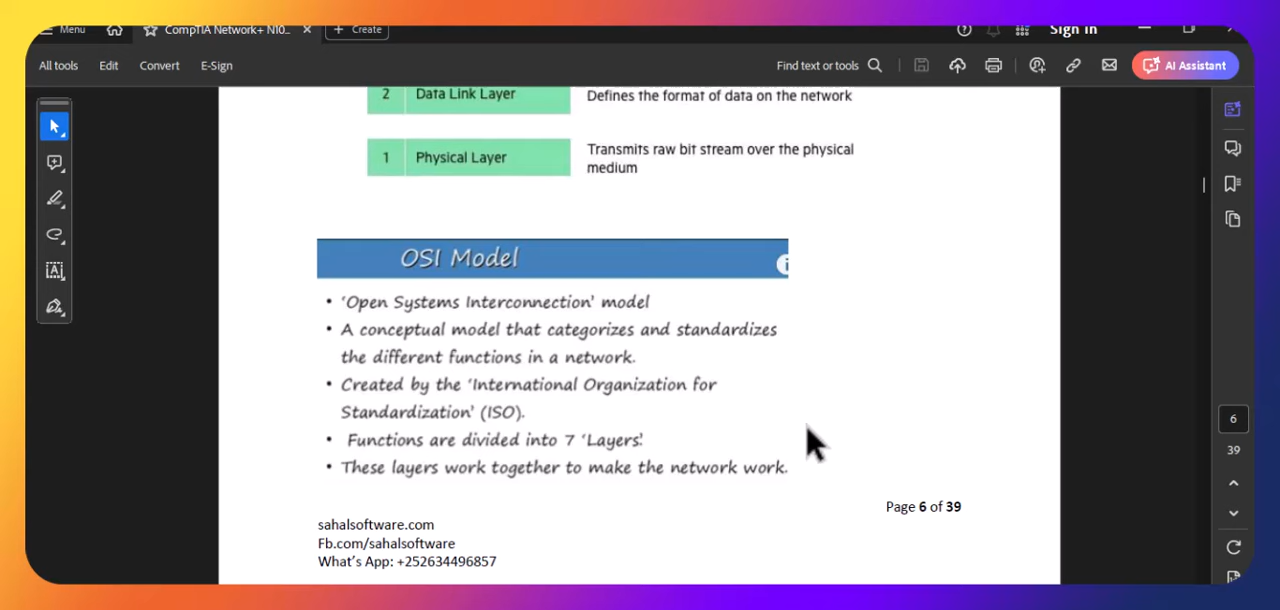 Menu
CompTIA Network+ N10...
Create
Sign in
All tools
Edit
Convert
E-Sign
Find text or tools
AI Assistant
2 Data Link Layer
Defines the format of data on the network
1 Physical Layer
Transmits raw bit stream over the physical
medium
OSI Model
• 'Open Systems Interconnection' model
• A conceptual model that categorizes and standardizes
the different functions in a network.
• Created by the 'International Organization for
Standardization' (ISO).
• Functions are divided into 7 'Layers'.
• These layers work together to make the network work.
Page 6 of 39
sahalsoftware.com
Fb.com/sahalsoftware
What's App: +252634496857
6
39